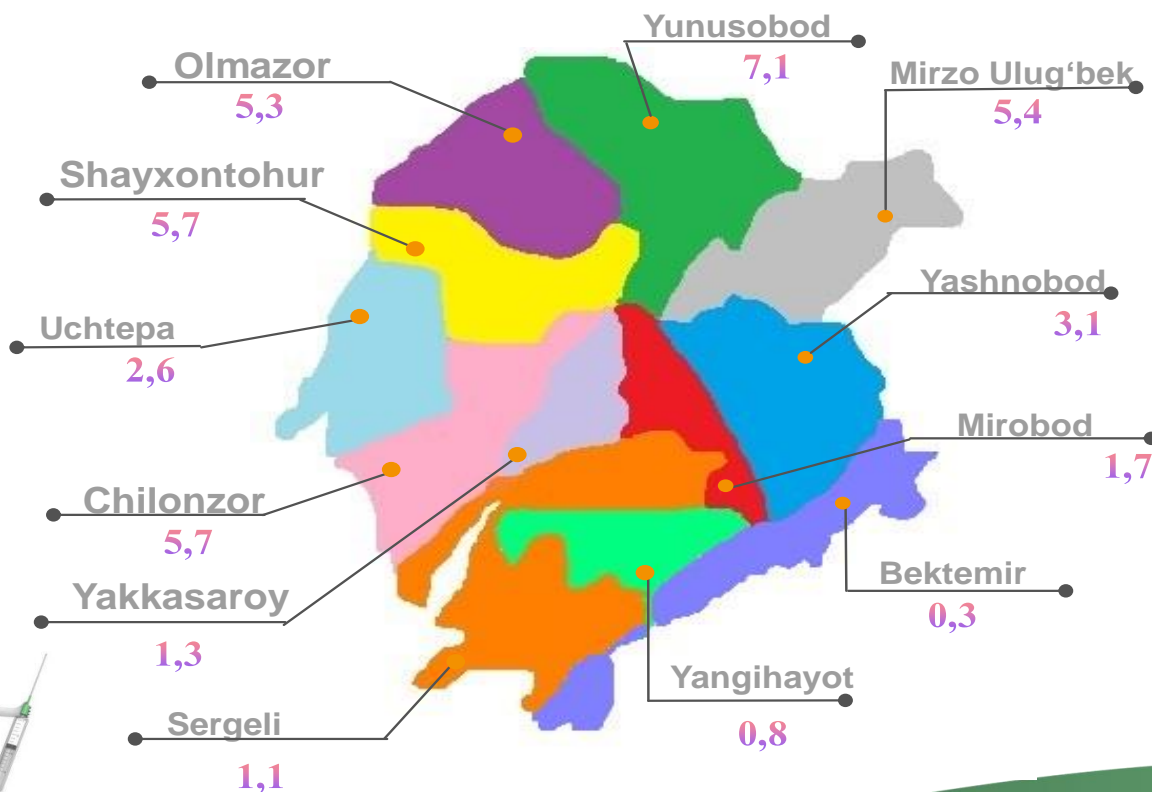 Yunusobod
7,1
Olmazor
5,3
Mirzo Ulug‘bek
5,4
Shayxontohur
5,7
Yashnobod
3,1
Uchtepa
2,6
Mirobod
1,7
Chilonzor
5,7
Bektemir
0,3
Yakkasaroy
1,3
Yangihayot
0,8
Sergeli
1,1